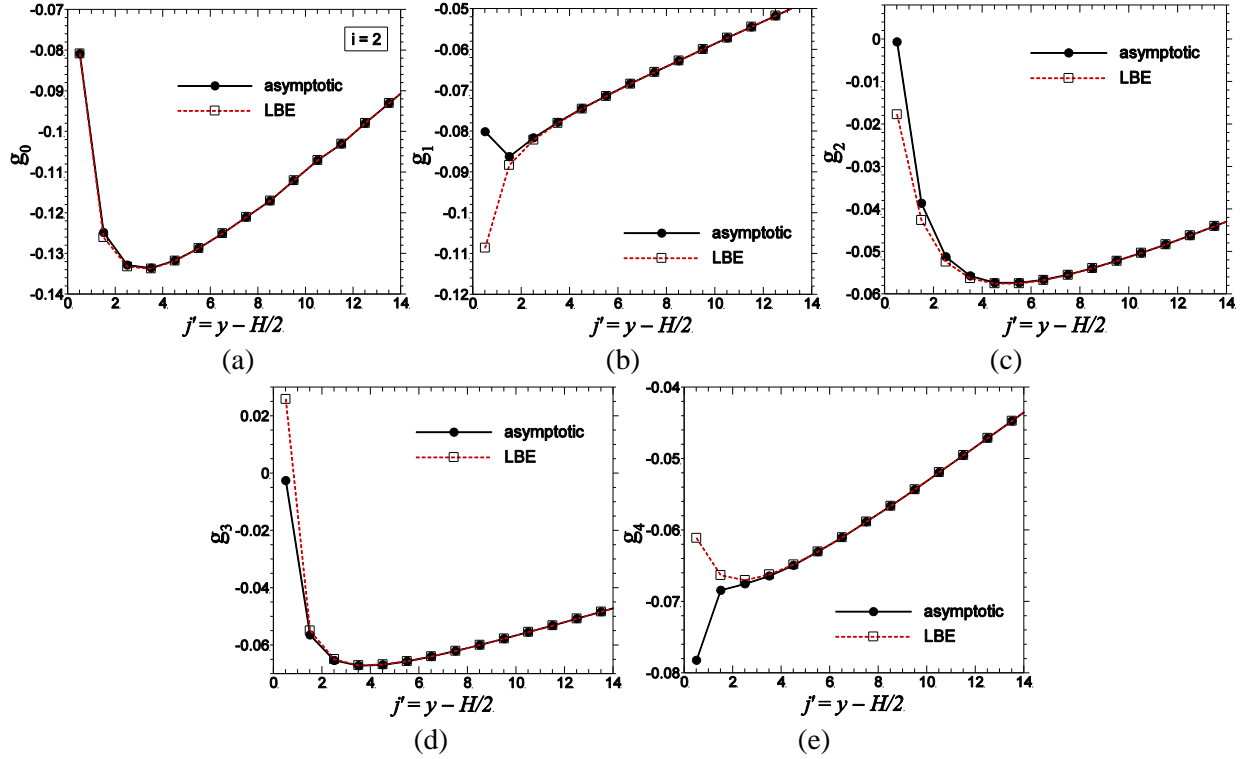 -0.07
-0.08
-0.09
-0.1
-0.11
-0.12
-0.13
-0.14
g0
i = 2
asymptotic
LBE
0. 2. 4. 6. 8. 10. 12. 14.
j' = y – H/2.
(a)
-0.05
-0.06
-0.07
-0.08
-0.09
-0.1
-0.11
-0.12
g1
asymptotic
LBE
0. 2. 4. 6. 8. 10. 12. 14.
j' = y – H/2.
(b)
0
-0.01
-0.02
-0.03
-0.04
-0.05
-0.06
g2
asymptotic
LBE
0. 2. 4. 6. 8. 10. 12. 14.
j' = y – H/2.
(c)
0.02
0
-0.02
-0.04
-0.06
g3
asymptotic
LBE
0. 2. 4. 6. 8. 10. 12. 14.
j' = y – H/2.
(d)
-0.04
-0.05
-0.06
-0.07
-0.08
g4
asymptotic
LBE
0. 2. 4. 6. 8. 10. 12. 14.
j' = y – H/2.
(e)